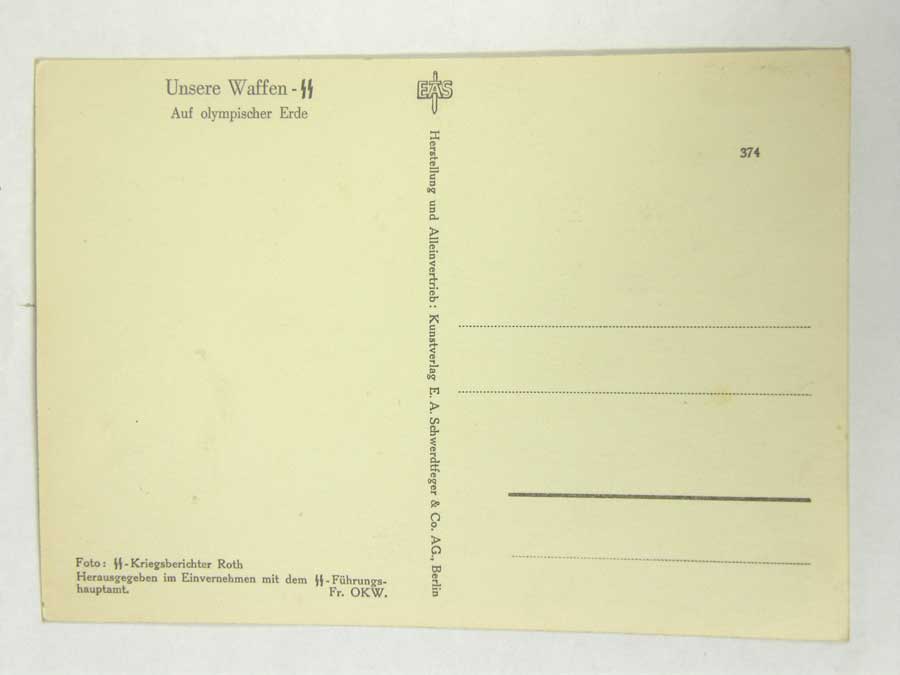 Unsere Waffen-ᛋᛋ
Auf olympischer Erde
EAS
374
Herstellung und Alleinvertrieb: Kunstverlag E. A. Schwerdtfeger & Co. AG., Berlin
Foto: ᛋᛋ-Kriegsberichter Roth
Herausgegeben im Einvernehmen mit dem ᛋᛋ-Führungs-
hauptamt. Fr. OKW.